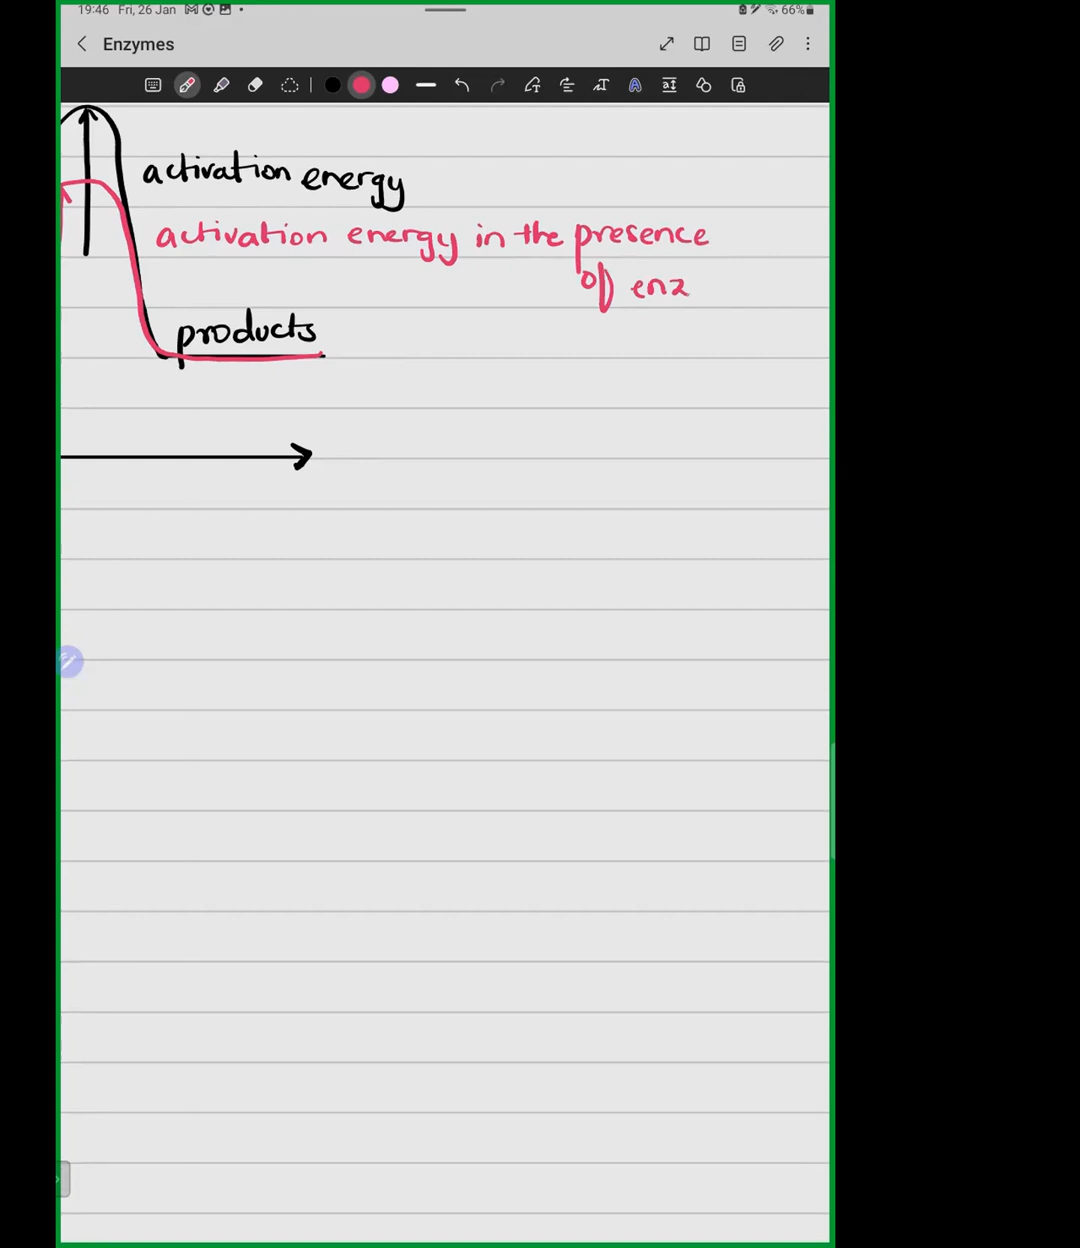 19:46 Fri, 26 Jan 66%
Enzymes
activation energy
activation energy in the presence
of enz
products